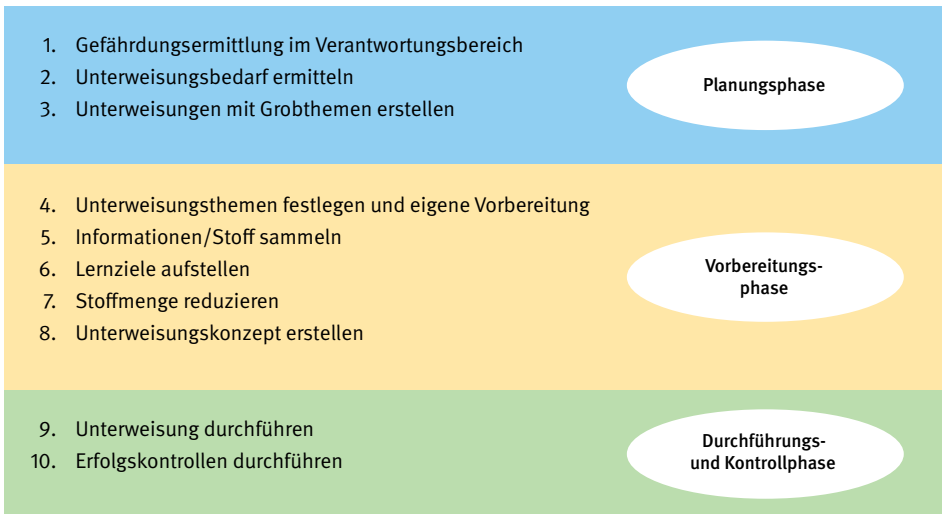 1. Gefährdungsermittlung im Verantwortungsbereich
2. Unterweisungsbedarf ermitteln
3. Unterweisungen mit Grobthemen erstellen
Planungsphase
4. Unterweisungsthemen festlegen und eigene Vorbereitung
5. Informationen/Stoff sammeln
6. Lernziele aufstellen
7. Stoffmenge reduzieren
8. Unterweisungskonzept erstellen
Vorbereitungs-
phase
9. Unterweisung durchführen
10. Erfolgskontrollen durchführen
Durchführungs-
und Kontrollphase